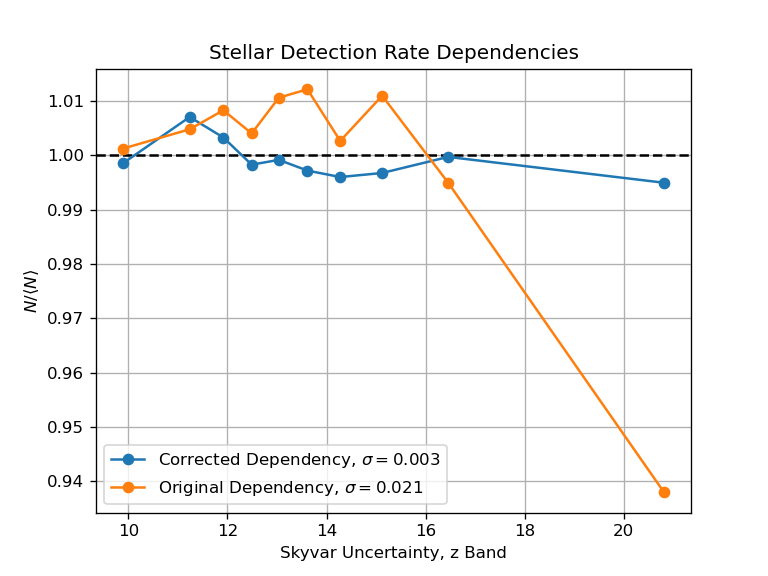 Stellar Detection Rate Dependencies
1.01
1.00
0.99
0.98
0.97
0.96
0.95
0.94
N/⟨N⟩
Corrected Dependency, σ = 0.003
Original Dependency, σ = 0.021
10 12 14 16 18 20
Skyvar Uncertainty, z Band